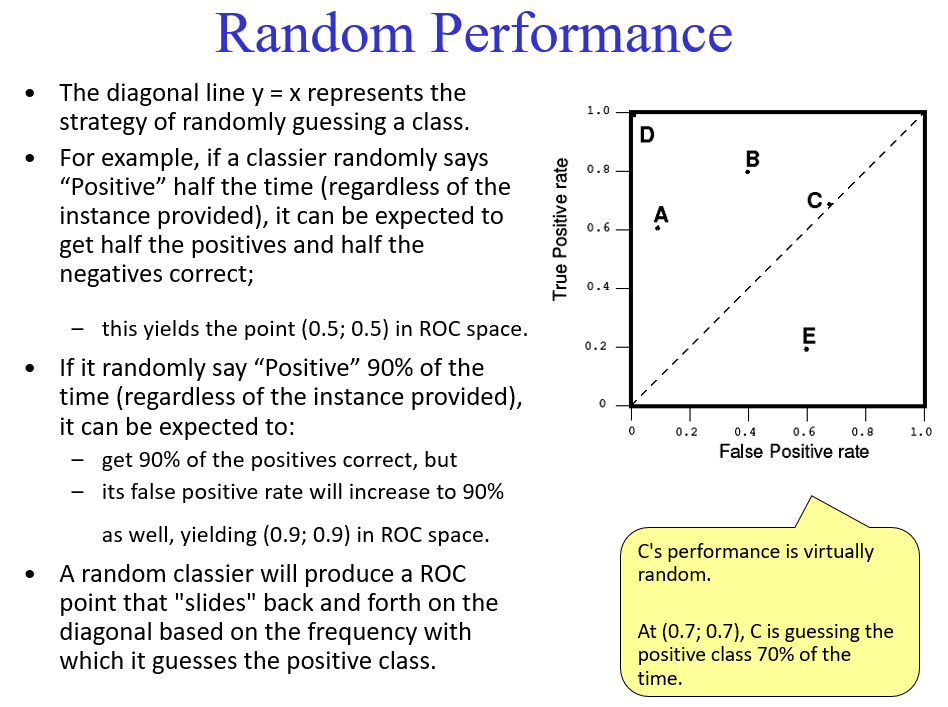 Random Performance
• The diagonal line y = x represents the
strategy of randomly guessing a class.
• For example, if a classier randomly says
“Positive” half the time (regardless of the
instance provided), it can be expected to
get half the positives and half the
negatives correct;
– this yields the point (0.5; 0.5) in ROC space.
• If it randomly say “Positive” 90% of the
time (regardless of the instance provided),
it can be expected to:
– get 90% of the positives correct, but
– its false positive rate will increase to 90%
as well, yielding (0.9; 0.9) in ROC space.
• A random classier will produce a ROC
point that "slides" back and forth on the
diagonal based on the frequency with
which it guesses the positive class.
True Positive rate
1.0
0.8
0.6
0.4
0.2
0
D
B
C
A
E
0 0.2 0.4 0.6 0.8 1.0
False Positive rate
C's performance is virtually
random.
At (0.7; 0.7), C is guessing the
positive class 70% of the
time.